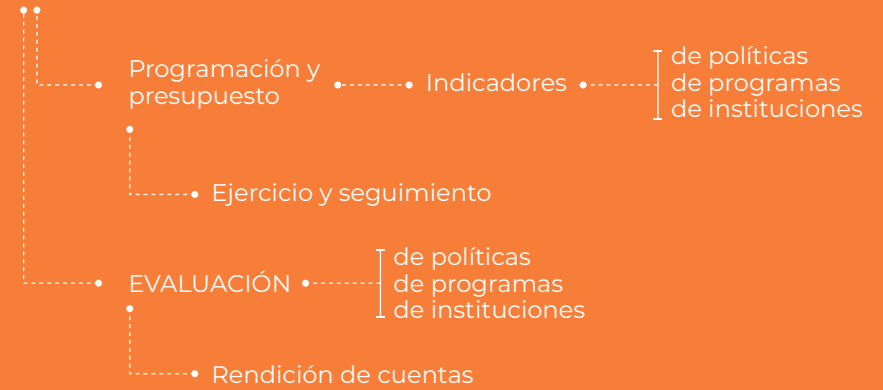 Programación y
presupuesto
Indicadores
de políticas
de programas
de instituciones
Ejercicio y seguimiento
EVALUACIÓN
de políticas
de programas
de instituciones
Rendición de cuentas